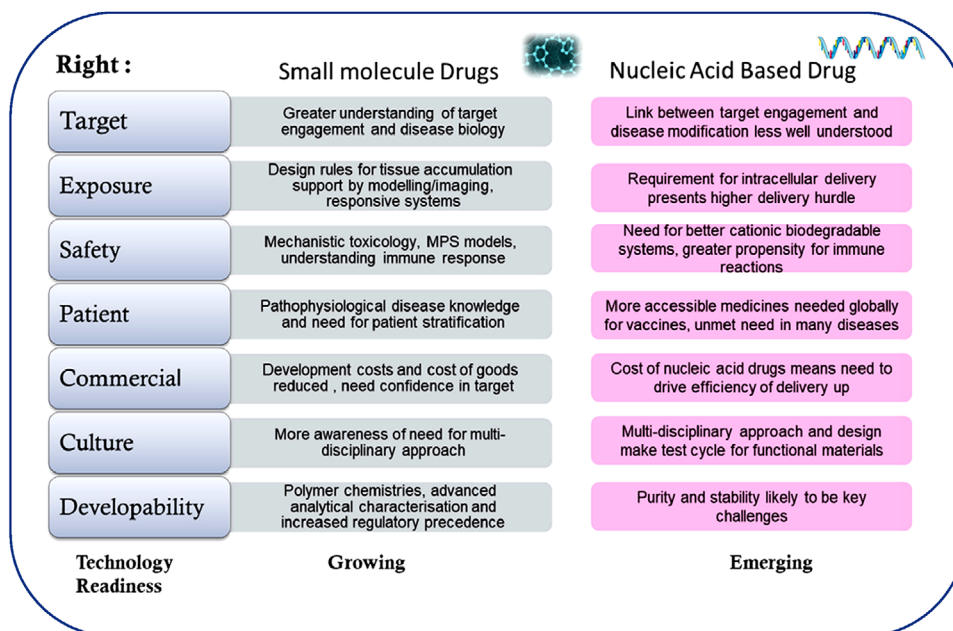 Right :
Small molecule Drugs
Nucleic Acid Based Drug
Target
Greater understanding of target
engagement and disease biology
Link between target engagement and
disease modification less well understood
Exposure
Design rules for tissue accumulation
support by modelling/imaging,
responsive systems
Requirement for intracellular delivery
presents higher delivery hurdle
Safety
Mechanistic toxicology, MPS models,
understanding immune response
Need for better cationic biodegradable
systems, greater propensity for immune
reactions
Patient
Pathophysiological disease knowledge
and need for patient stratification
More accessible medicines needed globally
for vaccines, unmet need in many diseases
Commercial
Development costs and cost of goods
reduced , need confidence in target
Cost of nucleic acid drugs means need to
drive efficiency of delivery up
Culture
More awareness of need for multi-
disciplinary approach
Multi-disciplinary approach and design
make test cycle for functional materials
Developability
Polymer chemistries, advanced
analytical characterisation and
increased regulatory precedence
Purity and stability likely to be key
challenges
Technology
Readiness
Growing
Emerging